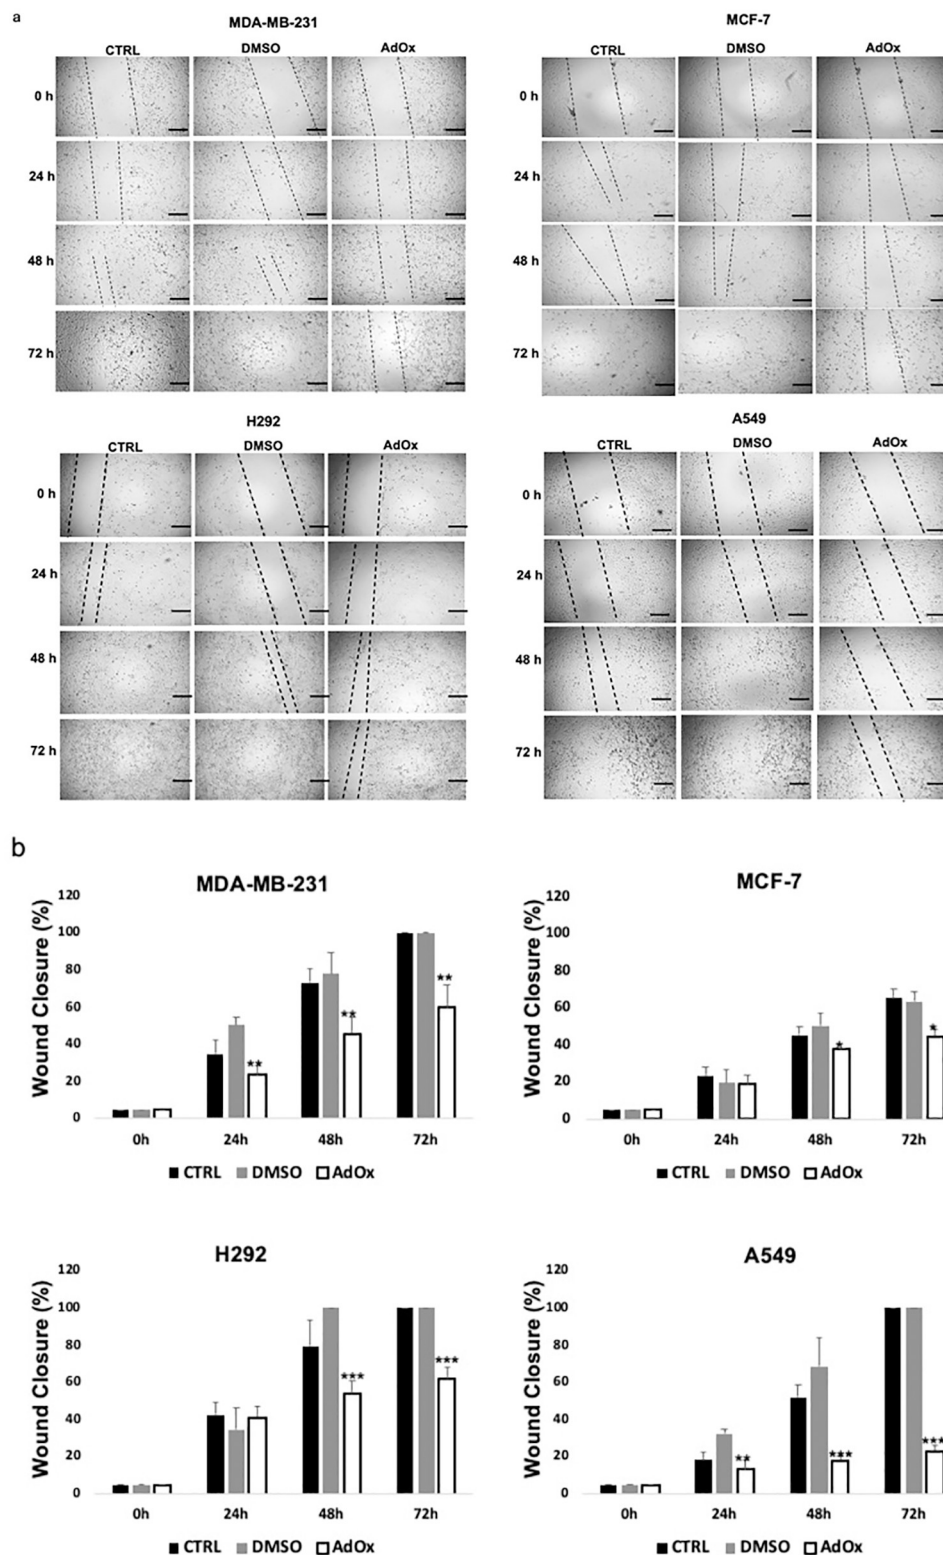 a
MDA-MB-231
CTRL DMSO AdOx
0 h
24 h
48 h
72 h
MCF-7
CTRL DMSO AdOx
0 h
24 h
48 h
72 h
H292
CTRL DMSO AdOx
0 h
24 h
48 h
72 h
A549
CTRL DMSO AdOx
0 h
24 h
48 h
72 h
b
MDA-MB-231
Wound Closure (%)
120
100
80
60
40
20
0
** ** **
0h 24h 48h 72h
CTRL DMSO AdOx
MCF-7
Wound Closure (%)
120
100
80
60
40
20
0
* *
0h 24h 48h 72h
CTRL DMSO AdOx
H292
Wound Closure (%)
120
100
80
60
40
20
0
*** ***
0h 24h 48h 72h
CTRL DMSO AdOx
A549
Wound Closure (%)
120
100
80
60
40
20
0
** *** ***
0h 24h 48h 72h
CTRL DMSO AdOx